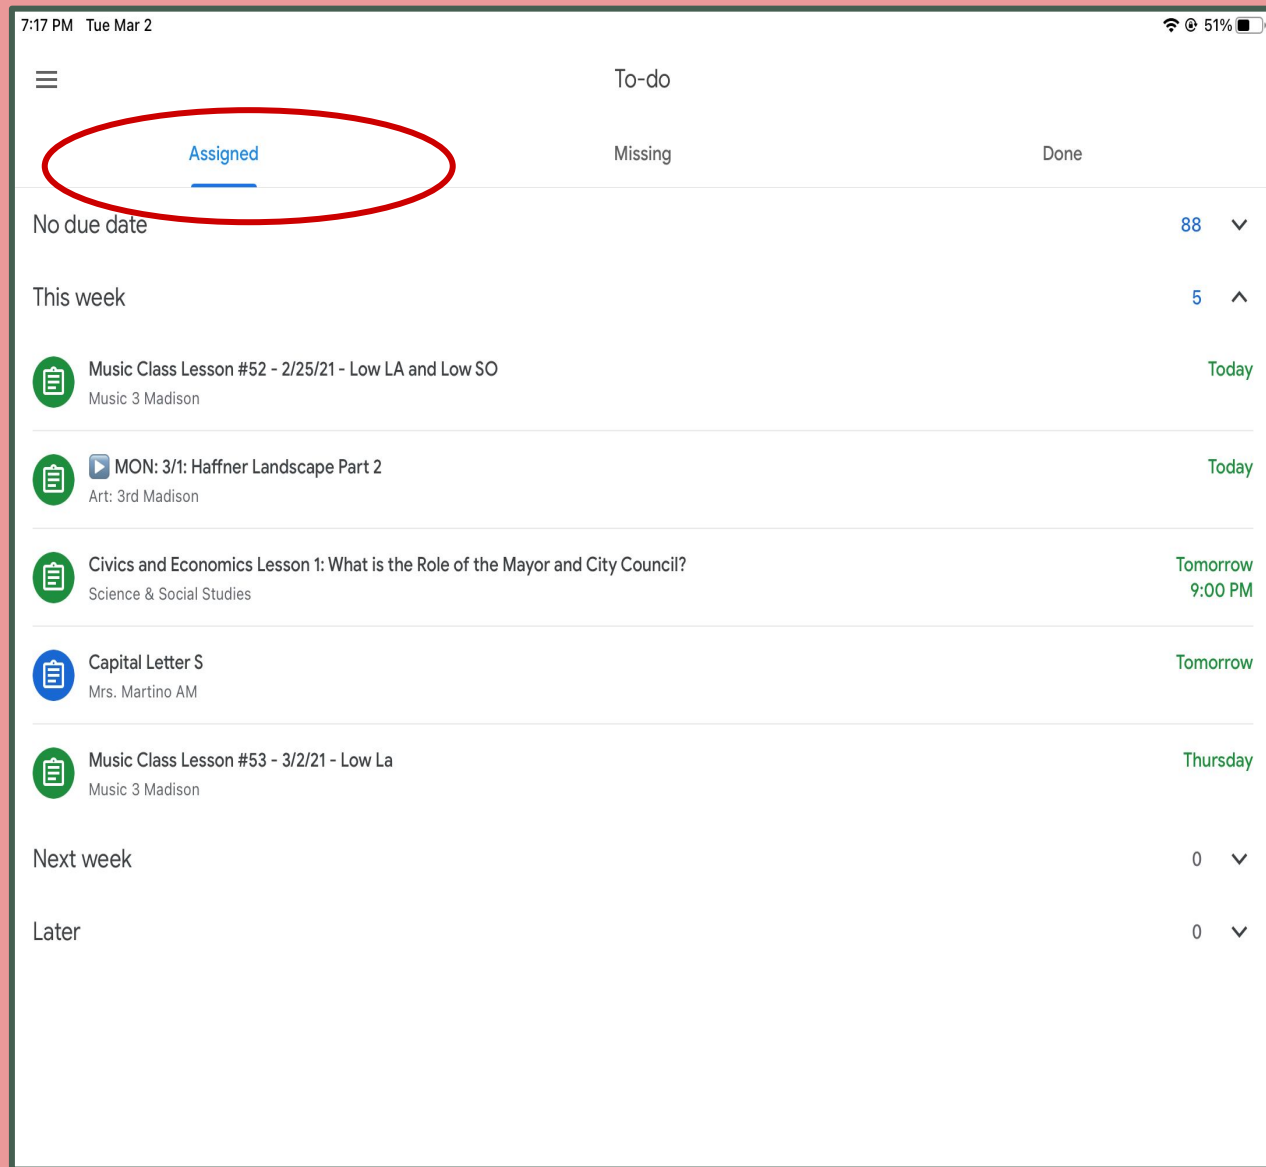 7:17 PM Tue Mar 2 51%
To-do
Assigned Missing Done
No due date 88
This week 5
Music Class Lesson #52 - 2/25/21 - Low LA and Low SO Today
Music 3 Madison
MON: 3/1: Haffner Landscape Part 2 Today
Art: 3rd Madison
Civics and Economics Lesson 1: What is the Role of the Mayor and City Council? Tomorrow
Science & Social Studies 9:00 PM
Capital Letter S Tomorrow
Mrs. Martino AM
Music Class Lesson #53 - 3/2/21 - Low La Thursday
Music 3 Madison
Next week 0
Later 0